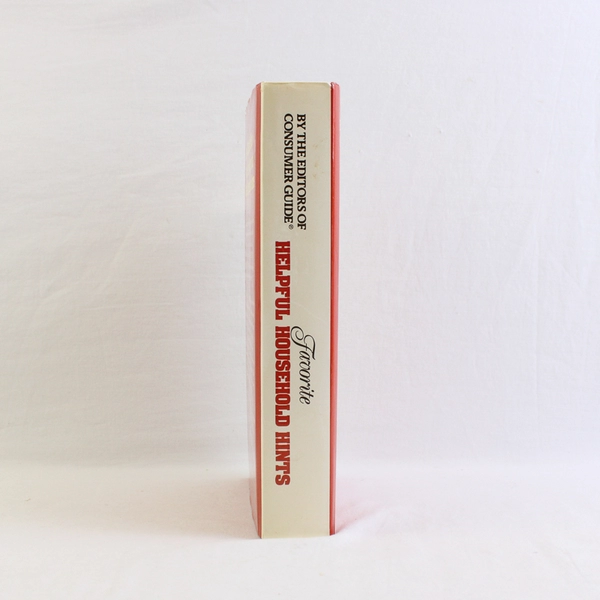 BY THE EDITORS OF
CONSUMER GUIDE®
Favorite
HELPFUL HOUSEHOLD HINTS